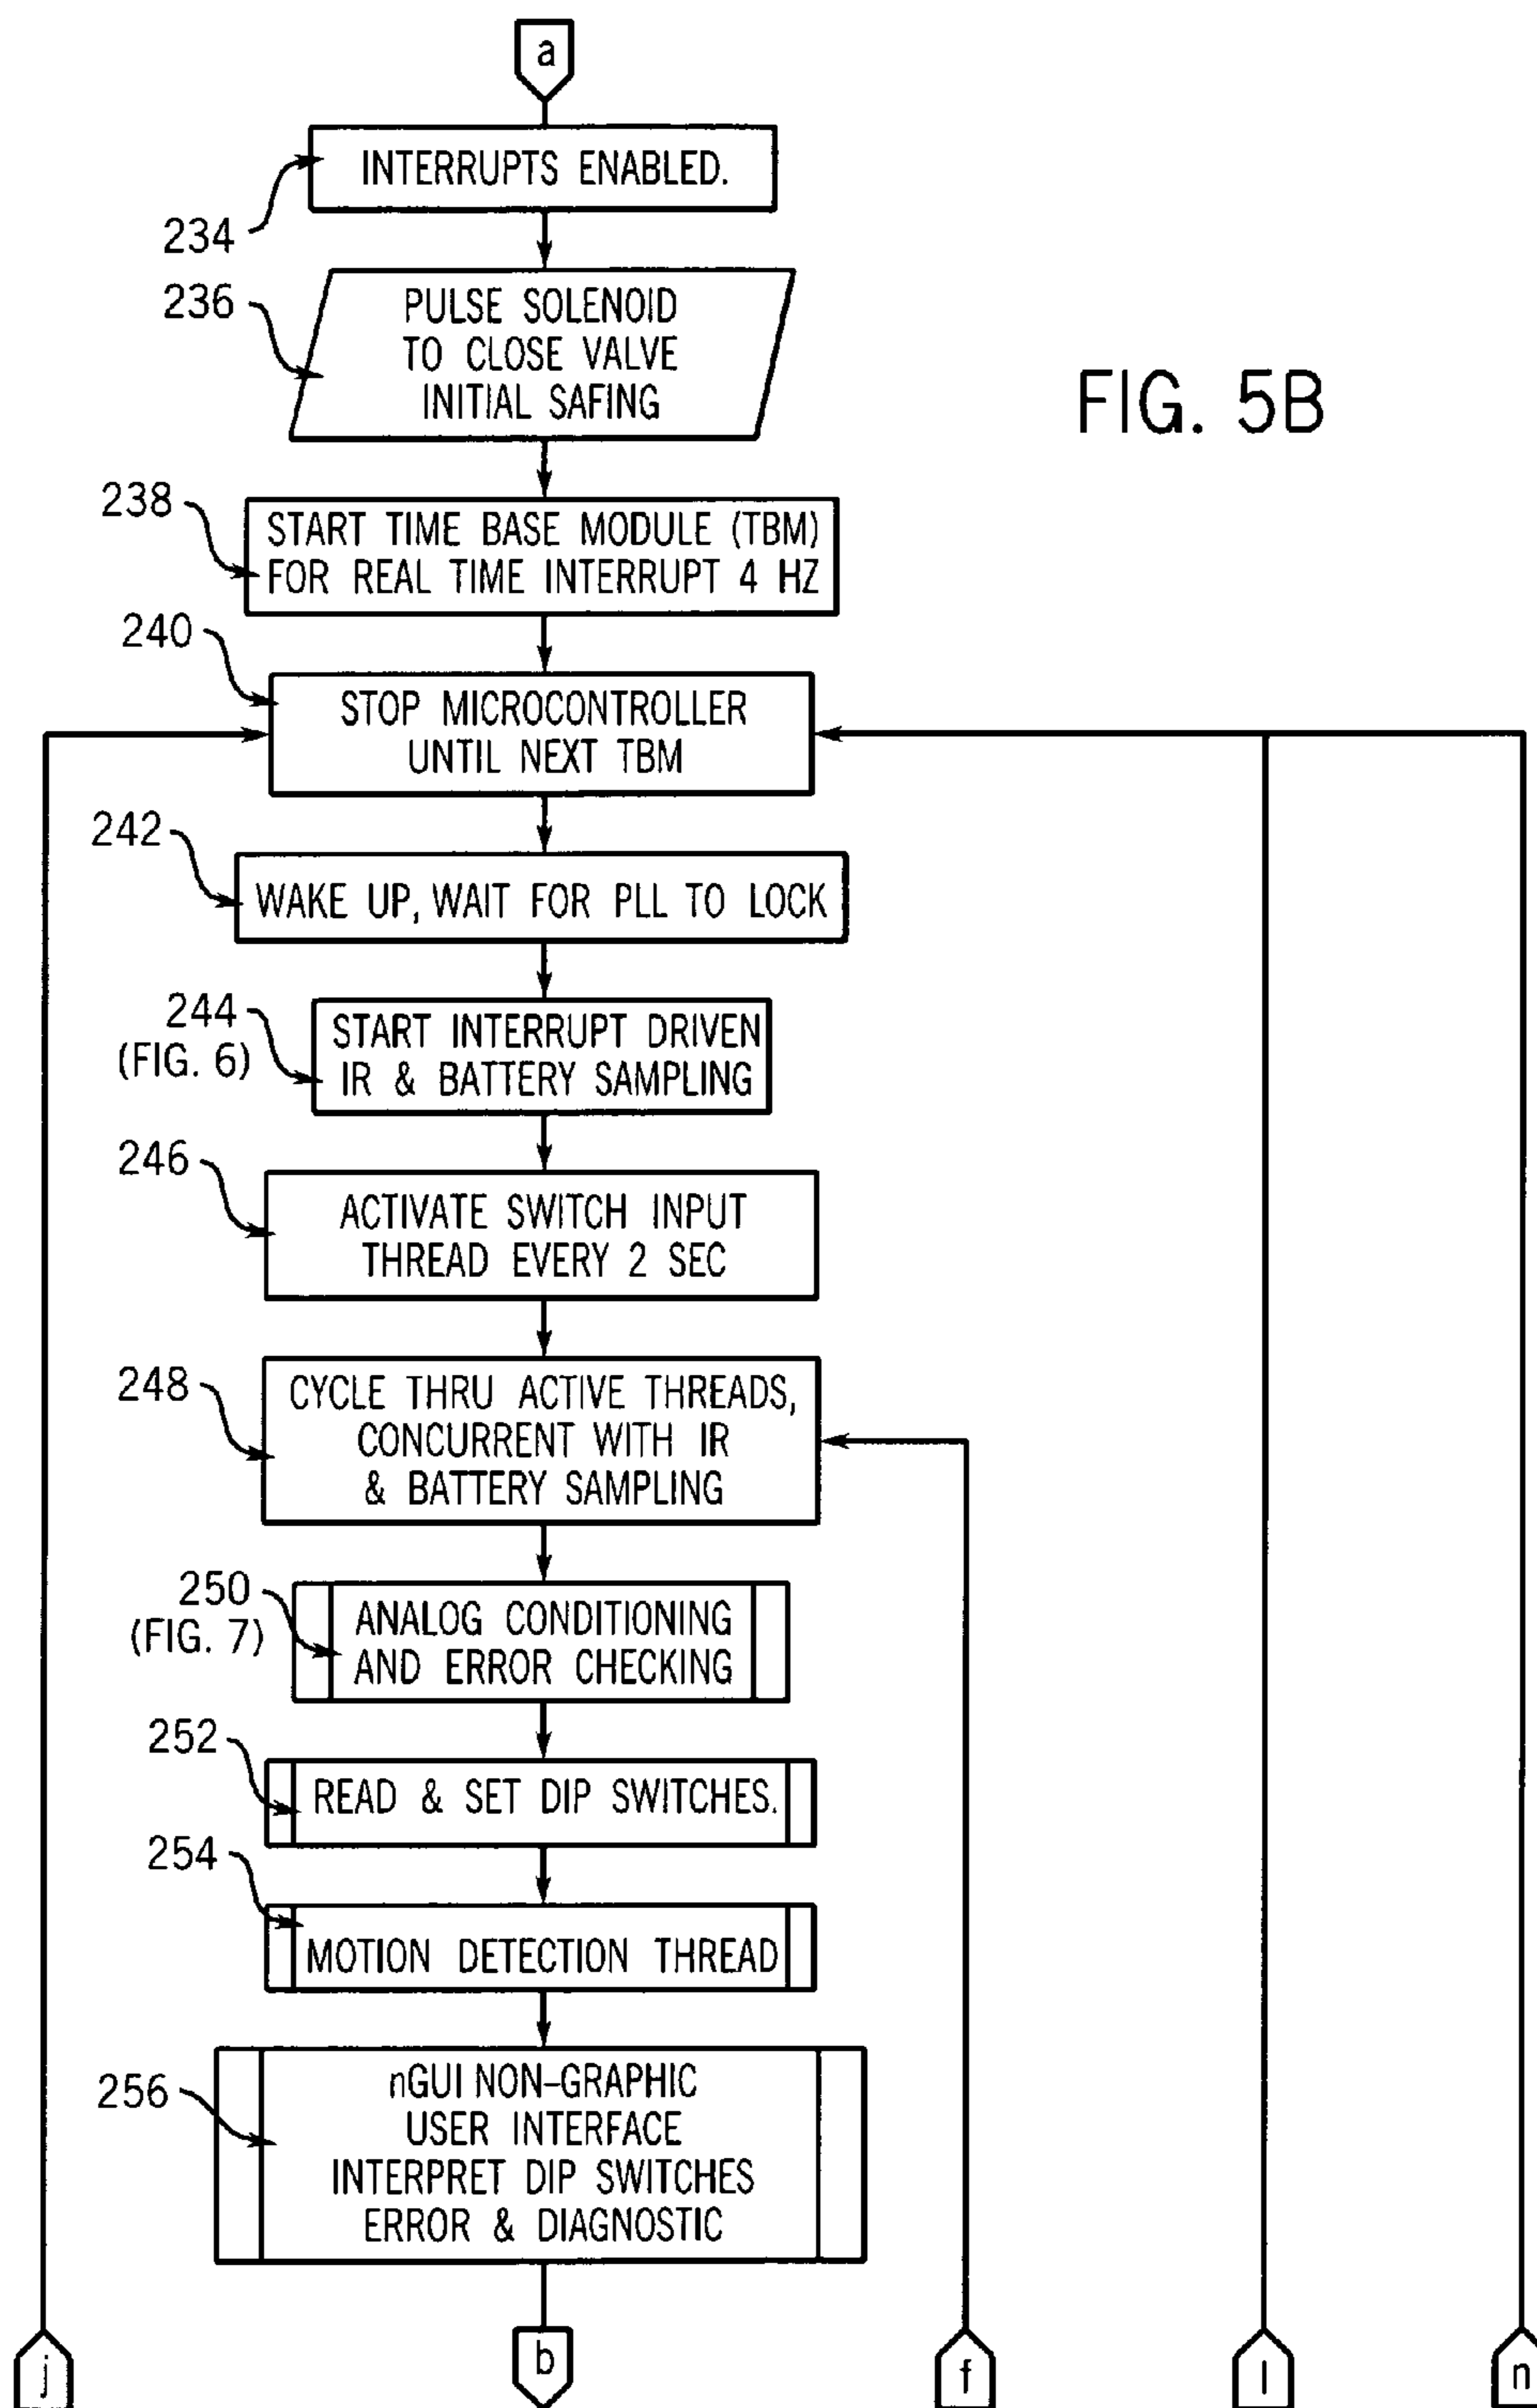 a
INTERRUPTS ENABLED.
234
236
PULSE SOLENOID
TO CLOSE VALVE
INITIAL SAFING
FIG. 5B
238
START TIME BASE MODULE (TBM)
FOR REAL TIME INTERRUPT 4 HZ
240
STOP MICROCONTROLLER
UNTIL NEXT TBM
242
WAKE UP, WAIT FOR PLL TO LOCK
244
(FIG. 6)
START INTERRUPT DRIVEN
IR & BATTERY SAMPLING
246
ACTIVATE SWITCH INPUT
THREAD EVERY 2 SEC
248
CYCLE THRU ACTIVE THREADS,
CONCURRENT WITH IR
& BATTERY SAMPLING
250
(FIG. 7)
ANALOG CONDITIONING
AND ERROR CHECKING
252
READ & SET DIP SWITCHES.
254
MOTION DETECTION THREAD
256
nGUI NON-GRAPHIC
USER INTERFACE
INTERPRET DIP SWITCHES
ERROR & DIAGNOSTIC
j
b
f
l
n